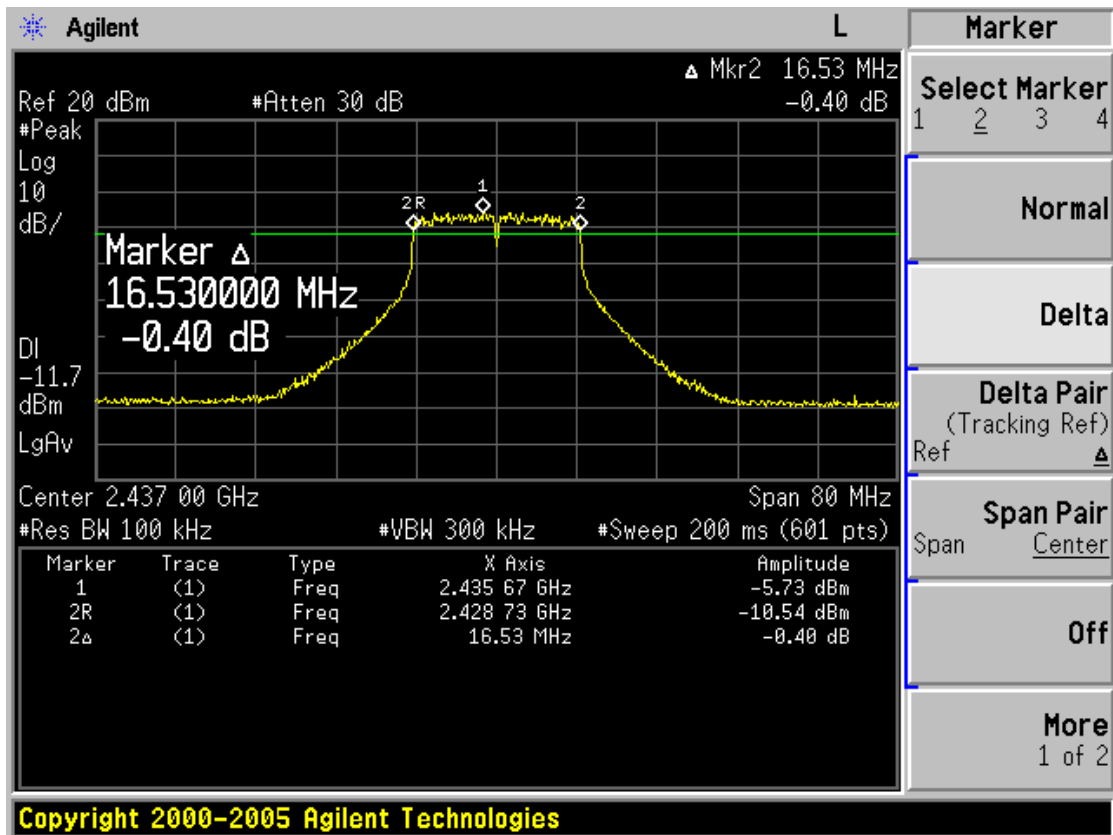 Agilent
L
Marker
Δ Mkr2 16.53 MHz
Ref 20 dBm #Atten 30 dB -0.40 dB
#Peak
Log
10
dB/
2R
1
2
Marker Δ
16.530000 MHz
-0.40 dB
DI
-11.7
dBm
LgAv
Center 2.437 00 GHz Span 80 MHz
#Res BW 100 kHz #VBW 300 kHz #Sweep 200 ms (601 pts)
Marker Trace Type X Axis Amplitude
1 (1) Freq 2.435 67 GHz -5.73 dBm
2R (1) Freq 2.428 73 GHz -10.54 dBm
2Δ (1) Freq 16.53 MHz -0.40 dB
Select Marker
1 2 3 4
Normal
Delta
Delta Pair
(Tracking Ref)
Ref Δ
Span Pair
Span Center
Off
More
1 of 2
Copyright 2000-2005 Agilent Technologies